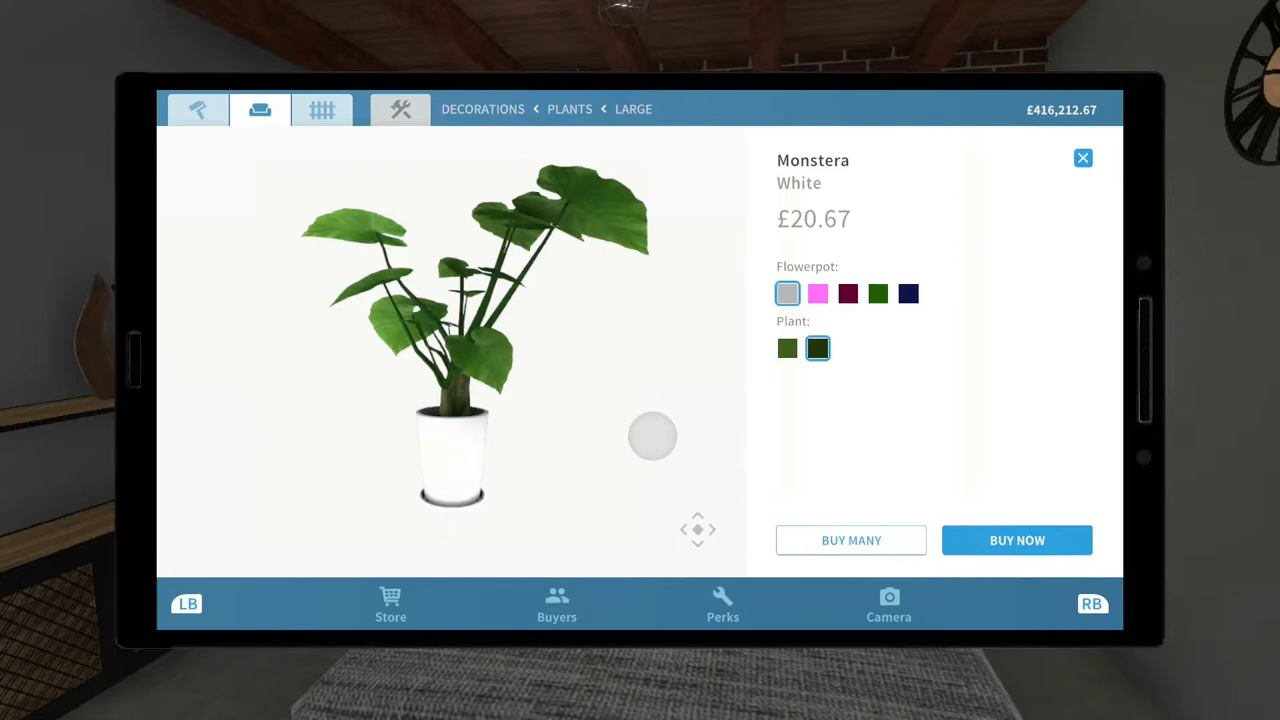 DECORATIONS < PLANTS < LARGE
£416,212.67
Monstera
White
£20.67
Flowerpot:
Plant:
BUY MANY
BUY NOW
LB
Store
Buyers
Perks
Camera
RB